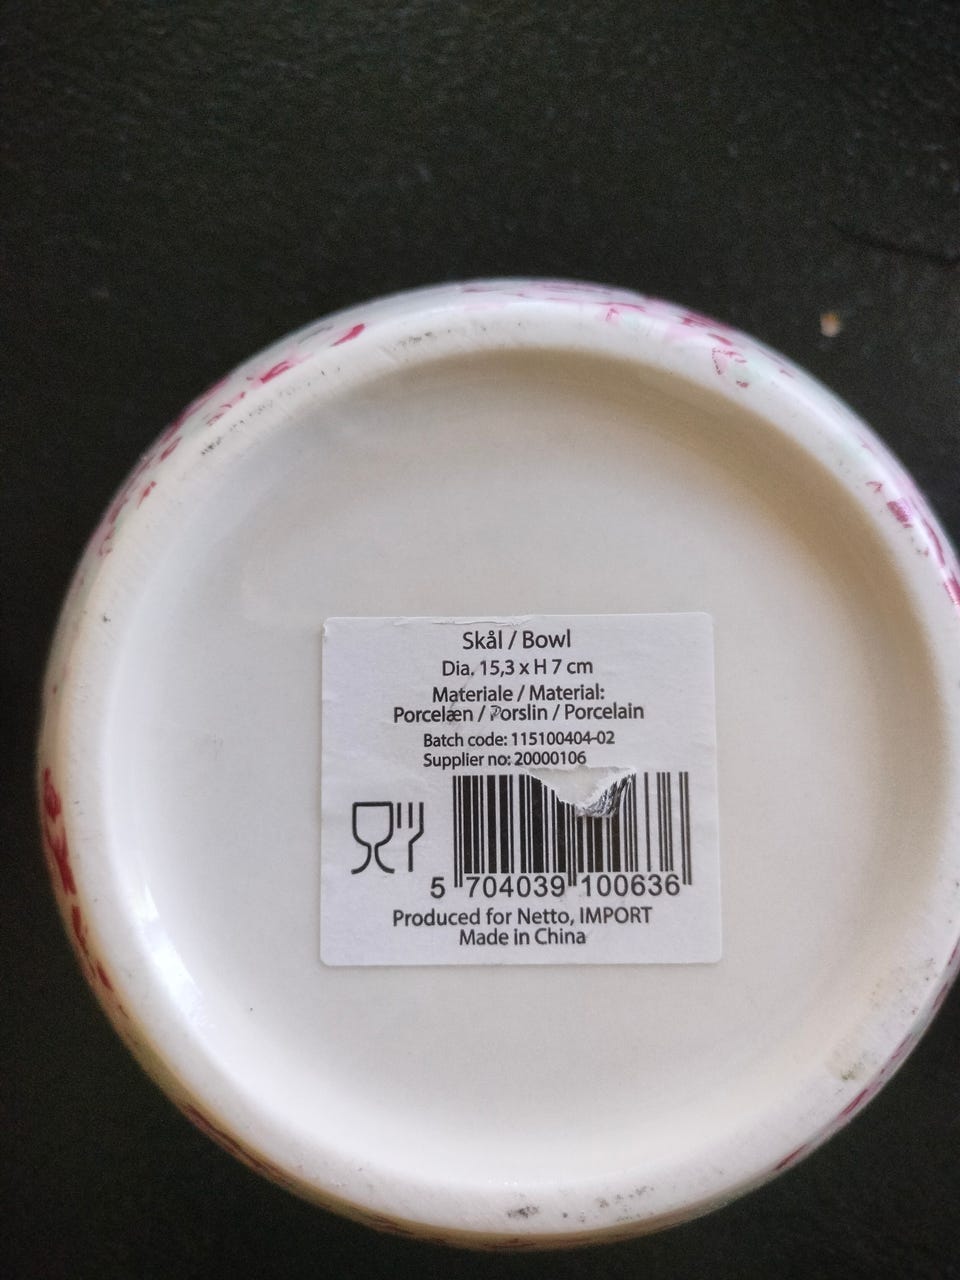 Skål / Bowl
Dia. 15,3 x H 7 cm
Materiale / Material:
Porcelæn / Porslin / Porcelain
Batch code: 115100404-02
Supplier no: 20000106
5 704039 100636
Produced for Netto, IMPORT
Made in China